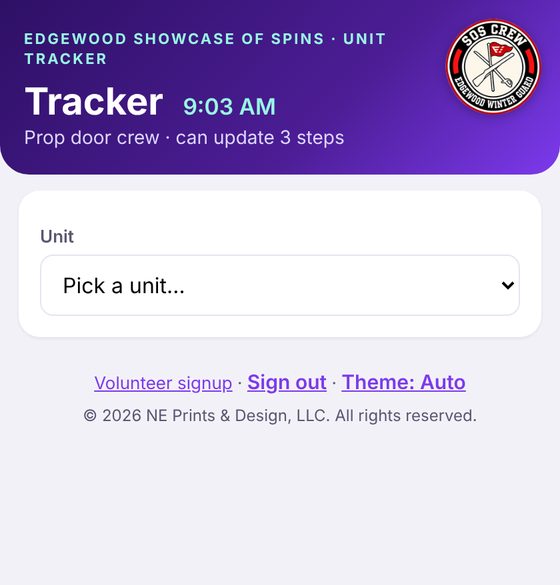 EDGEWOOD SHOWCASE OF SPINS · UNIT
TRACKER
Tracker 9:03 AM
Prop door crew · can update 3 steps
SOS CREW
EDGEWOOD WINTER GUARD
Unit
Pick a unit...
Volunteer signup · Sign out · Theme: Auto
© 2026 NE Prints & Design, LLC. All rights reserved.